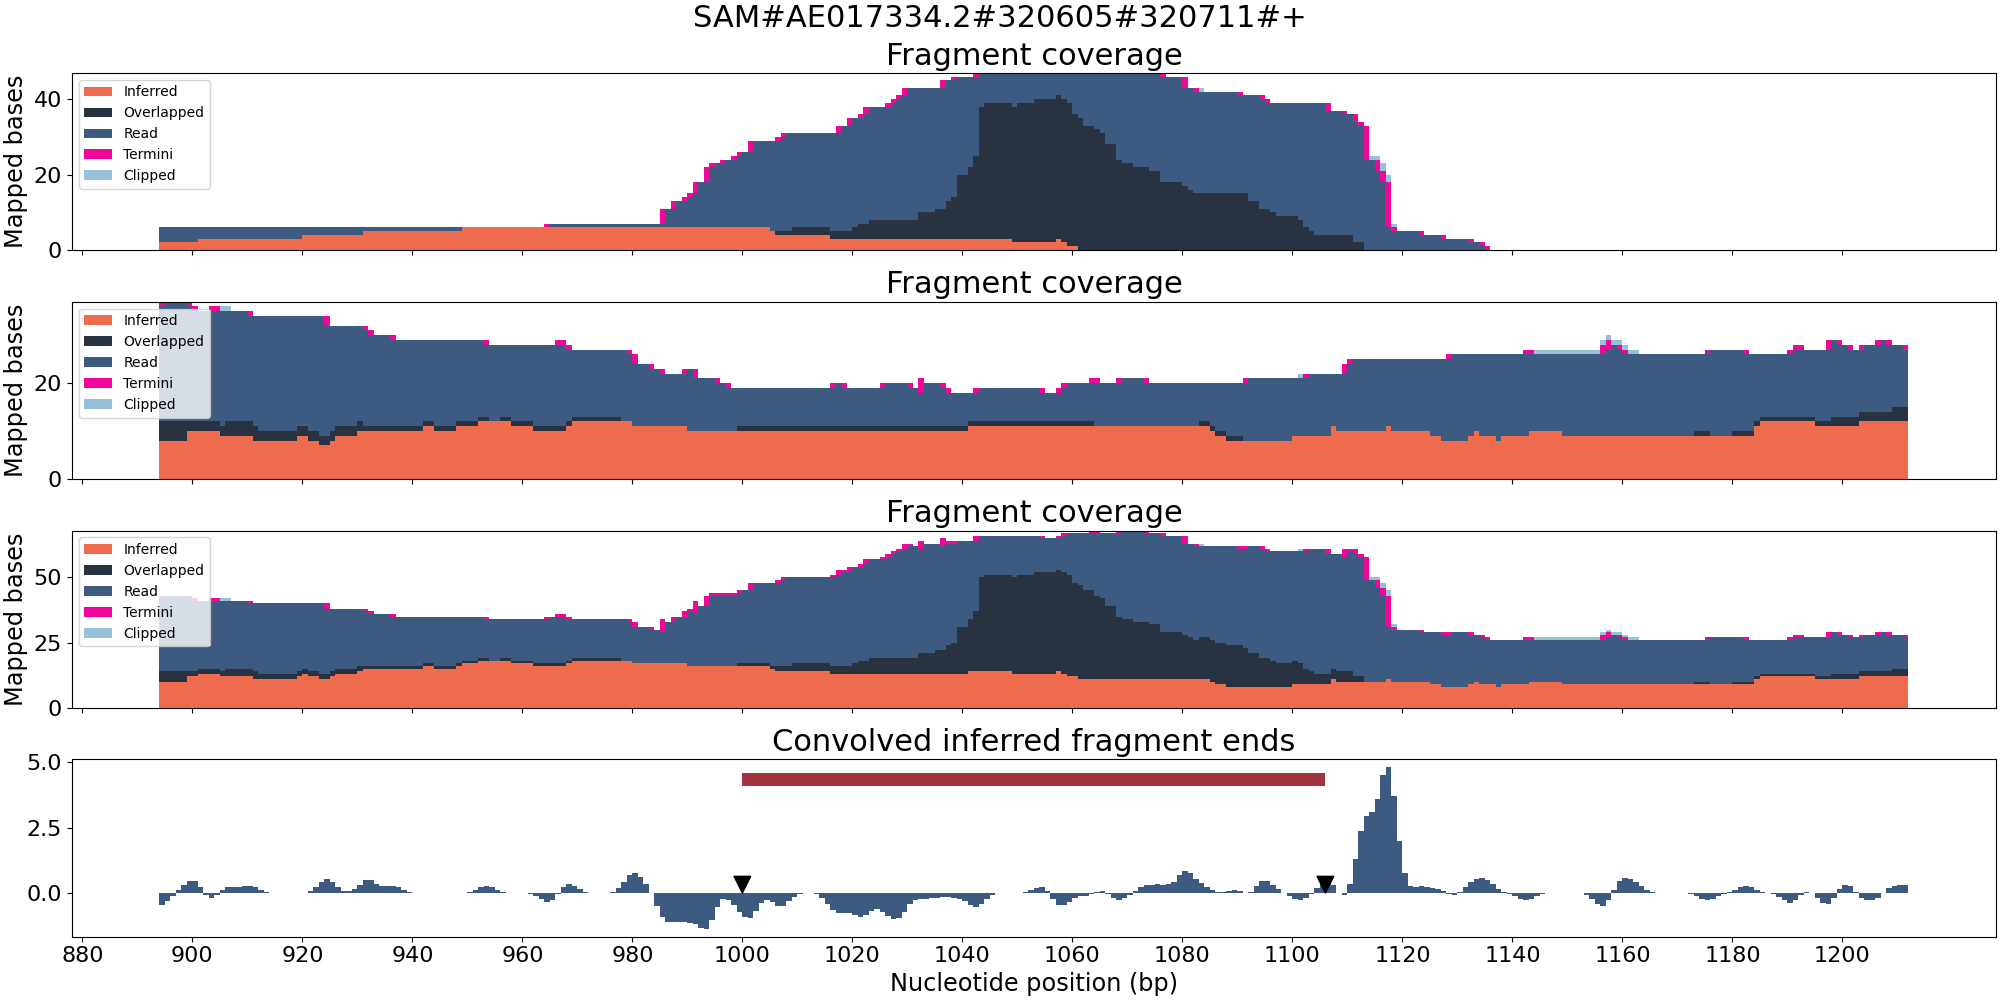 SAM#AE017334.2#320605#320711#+
Fragment coverage
Mapped bases
40
20
0
Inferred
Overlapped
Read
Termini
Clipped
Fragment coverage
Mapped bases
20
0
Inferred
Overlapped
Read
Termini
Clipped
Fragment coverage
Mapped bases
50
25
0
Inferred
Overlapped
Read
Termini
Clipped
Convolved inferred fragment ends
5.0
2.5
0.0
880 900 920 940 960 980 1000 1020 1040 1060 1080 1100 1120 1140 1160 1180 1200
Nucleotide position (bp)